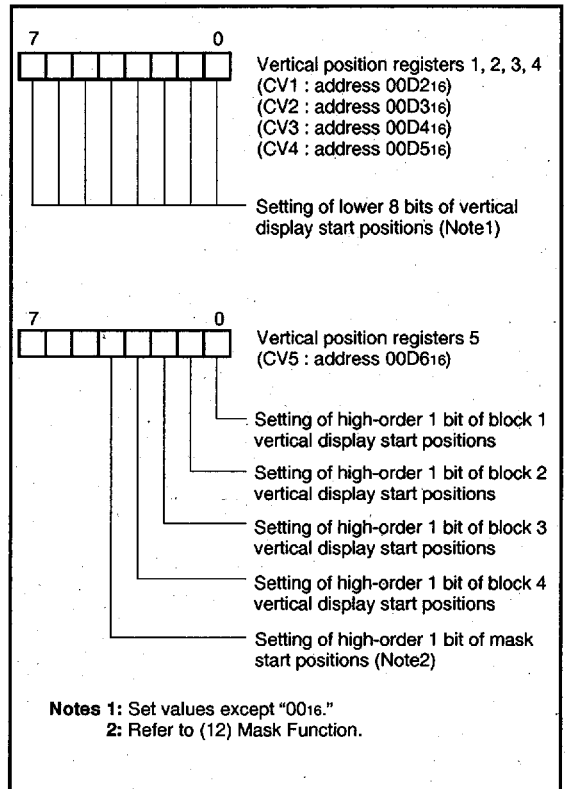 7 0
Vertical position registers 1, 2, 3, 4
(CV1 : address 00D216)
(CV2 : address 00D316)
(CV3 : address 00D416)
(CV4 : address 00D516)
Setting of lower 8 bits of vertical
display start positions (Note1)
7 0
Vertical position registers 5
(CV5 : address 00D616)
Setting of high-order 1 bit of block 1
vertical display start positions
Setting of high-order 1 bit of block 2
vertical display start positions
Setting of high-order 1 bit of block 3
vertical display start positions
Setting of high-order 1 bit of block 4
vertical display start positions
Setting of high-order 1 bit of mask
start positions (Note2)
Notes 1: Set values except “0016.”
2: Refer to (12) Mask Function.